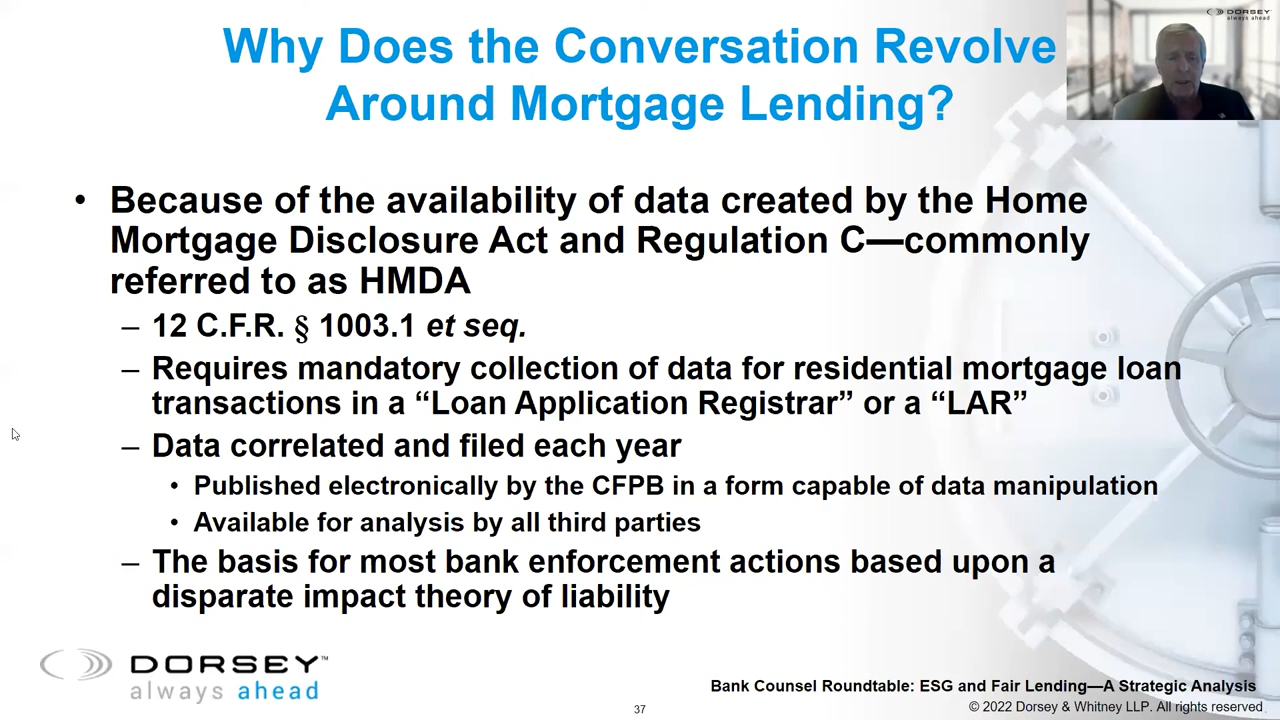 Why Does the Conversation Revolve
Around Mortgage Lending?
DORSEY
always ahead
• Because of the availability of data created by the Home
Mortgage Disclosure Act and Regulation C—commonly
referred to as HMDA
– 12 C.F.R. § 1003.1 et seq.
– Requires mandatory collection of data for residential mortgage loan
transactions in a “Loan Application Registrar” or a “LAR”
– Data correlated and filed each year
• Published electronically by the CFPB in a form capable of data manipulation
• Available for analysis by all third parties
– The basis for most bank enforcement actions based upon a
disparate impact theory of liability
DORSEY™
always ahead
Bank Counsel Roundtable: ESG and Fair Lending—A Strategic Analysis
37
© 2022 Dorsey & Whitney LLP. All rights reserved